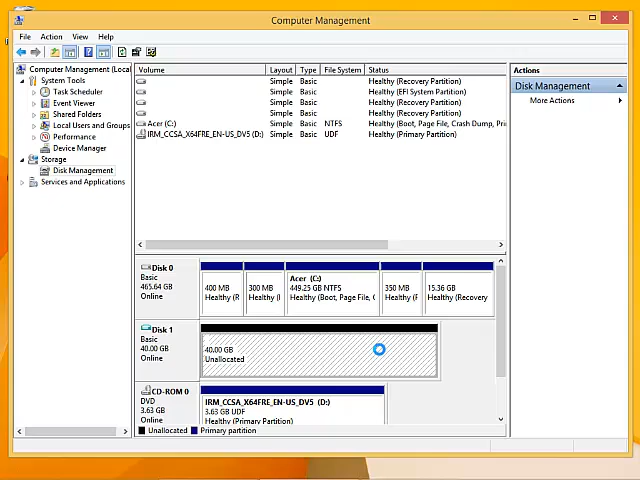 Computer Management
File Action View Help
Computer Management (Local
System Tools
Task Scheduler
Event Viewer
Shared Folders
Local Users and Groups
Performance
Device Manager
Storage
Disk Management
Services and Applications
Volume Layout Type File System Status
Simple Basic Healthy (Recovery Partition)
Simple Basic Healthy (EFI System Partition)
Simple Basic Healthy (Recovery Partition)
Simple Basic Healthy (Recovery Partition)
Acer (C:) Simple Basic NTFS Healthy (Boot, Page File, Crash Dump, Pri
IRM_CCSA_X64FRE_EN-US_DV5 (D:) Simple Basic UDF Healthy (Primary Partition)
Actions
Disk Management
More Actions
Disk 0
Basic
465.64 GB
Online
400 MB
Healthy (R
300 MB
Healthy (I
Acer (C:)
449.25 GB NTFS
Healthy (Boot, Page File, C
350 MB
Healthy (F
15.36 GB
Healthy (Recovery
Disk 1
Basic
40.00 GB
Online
40.00 GB
Unallocated
CD-ROM 0
DVD
3.63 GB
Online
IRM_CCSA_X64FRE_EN-US_DV5 (D:)
3.63 GB UDF
Healthy (Primary Partition)
Unallocated Primary partition